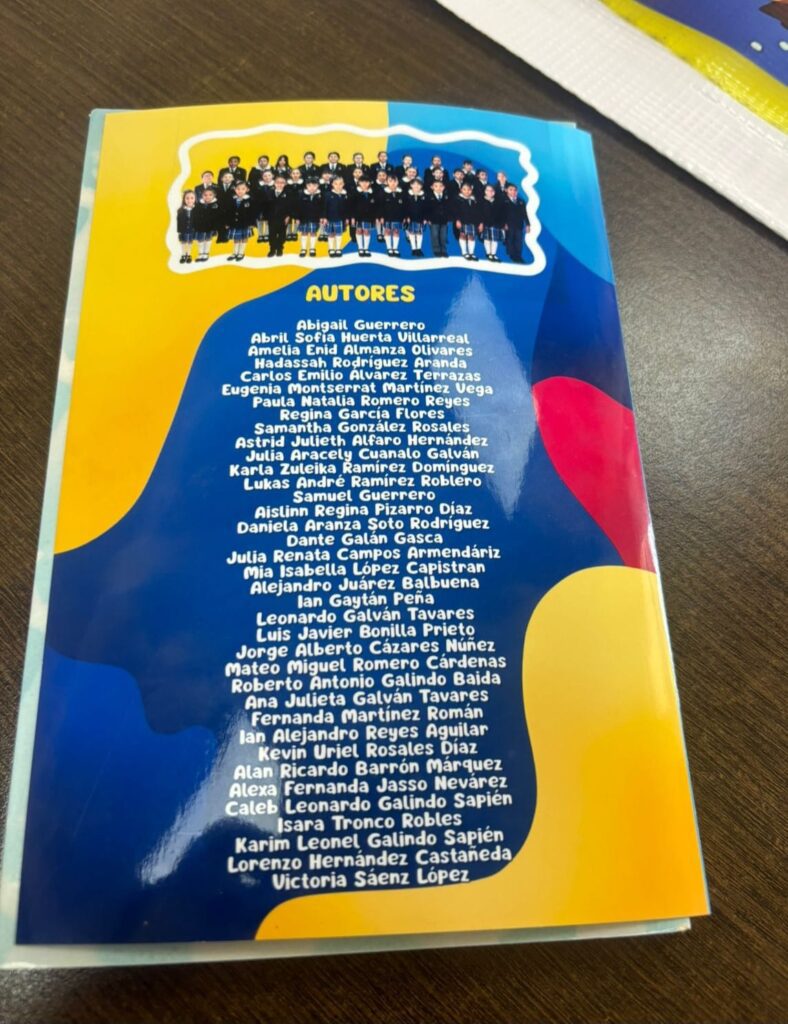 AUTORES
Abigail Guerrero
Abril Sofía Huerta Villarreal
Amelia Enid Almanza Olivares
Hadassah Rodríguez Aranda
Carlos Emilio Álvarez Terrazas
Eugenia Montserrat Martínez Vega
Paula Natalia Romero Reyes
Regina García Flores
Samantha González Rosales
Astrid Julieth Alfaro Hernández
Julia Aracely Cuanalo Galván
Karla Zuleika Ramírez Domínguez
Lukas André Ramírez Roblero
Samuel Guerrero
Aislinn Regina Pizarro Díaz
Daniela Aranza Soto Rodríguez
Dante Galán Gasca
Julia Renata Campos Armendáriz
Mia Isabella López Capistran
Alejandro Juárez Balbuena
Ian Gaytán Peña
Leonardo Galván Tavares
Luis Javier Bonilla Prieto
Jorge Alberto Cázares Núñez
Mateo Miguel Romero Cárdenas
Roberto Antonio Galindo Baida
Ana Julieta Galván Tavares
Fernanda Martínez Román
Ian Alejandro Reyes Aguilar
Kevin Uriel Rosales Díaz
Alan Ricardo Barrón Márquez
Alexa Fernanda Jasso Nevárez
Caleb Leonardo Galindo Sapién
Isara Tronco Robles
Karim Leonel Galindo Sapién
Lorenzo Hernández Castañeda
Victoria Sáenz López